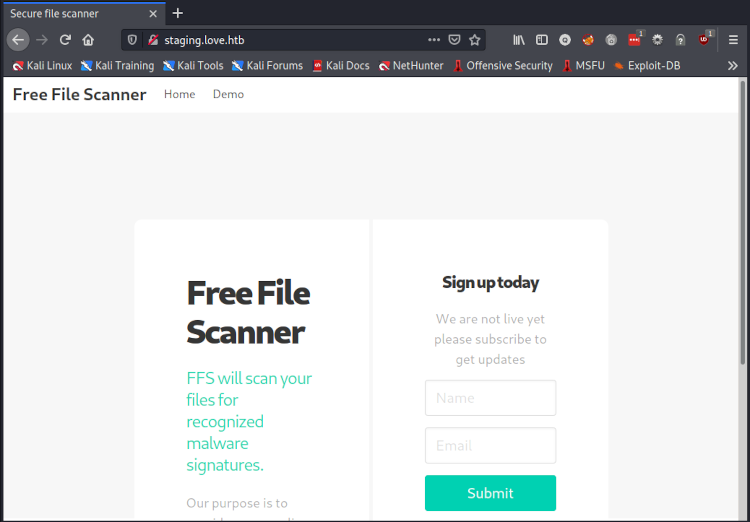 Secure file scanner
staging.love.htb
1
1
Kali Linux Kali Training Kali Tools Kali Forums Kali Docs NetHunter Offensive Security MSFU Exploit-DB
Free File Scanner Home Demo
Free File
Scanner
FFS will scan your
files for
recognized
malware
signatures.
Our purpose is to
Sign up today
We are not live yet
please subscribe to
get updates
Name
Email
Submit